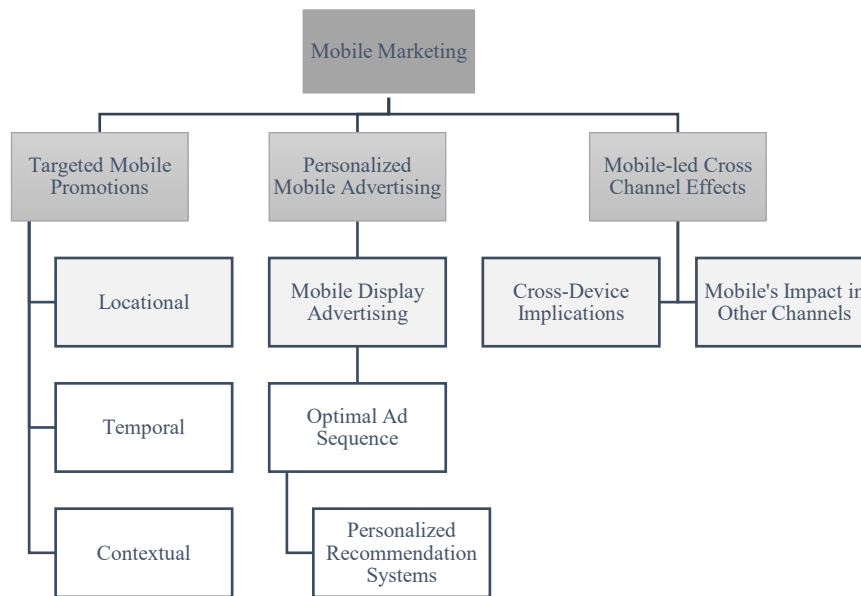 Mobile Marketing
Targeted Mobile
Promotions
Personalized
Mobile Advertising
Mobile-led Cross
Channel Effects
Locational
Mobile Display
Advertising
Cross-Device
Implications
Mobile's Impact in
Other Channels
Temporal
Optimal Ad
Sequence
Contextual
Personalized
Recommendation
Systems